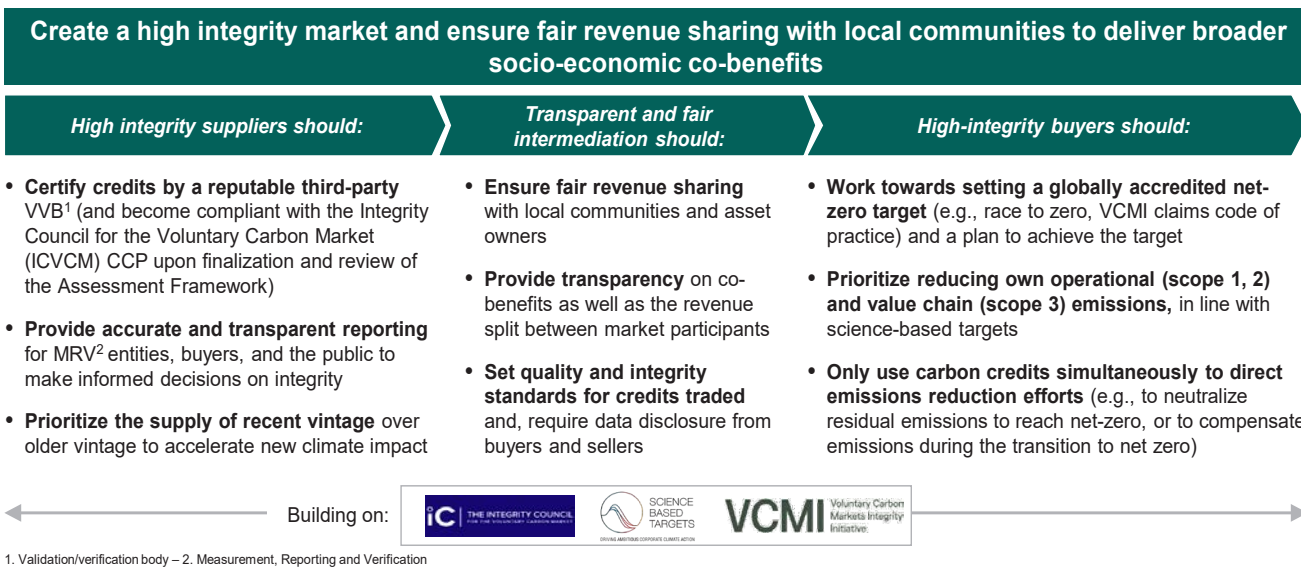 Create a high integrity market and ensure fair revenue sharing with local communities to deliver broader
socio-economic co-benefits
High integrity suppliers should:
• Certify credits by a reputable third-party
VVB1 (and become compliant with the Integrity
Council for the Voluntary Carbon Market
(ICVCM) CCP upon finalization and review of
the Assessment Framework)
• Provide accurate and transparent reporting
for MRV2 entities, buyers, and the public to
make informed decisions on integrity
• Prioritize the supply of recent vintage over
older vintage to accelerate new climate impact
Transparent and fair
intermediation should:
• Ensure fair revenue sharing
with local communities and asset
owners
• Provide transparency on co-
benefits as well as the revenue
split between market participants
• Set quality and integrity
standards for credits traded
and, require data disclosure from
buyers and sellers
High-integrity buyers should:
• Work towards setting a globally accredited net-
zero target (e.g., race to zero, VCMI claims code of
practice) and a plan to achieve the target
• Prioritize reducing own operational (scope 1, 2)
and value chain (scope 3) emissions, in line with
science-based targets
• Only use carbon credits simultaneously to direct
emissions reduction efforts (e.g., to neutralize
residual emissions to reach net-zero, or to compensate
emissions during the transition to net zero)
Building on:
iC THE INTEGRITY COUNCIL
FOR THE VOLUNTARY CARBON MARKET
SCIENCE
BASED
TARGETS
DRIVING AMBITIOUS CORPORATE CLIMATE ACTION
VCMI
Voluntary Carbon
Markets Integrity
Initiative
1. Validation/verification body – 2. Measurement, Reporting and Verification